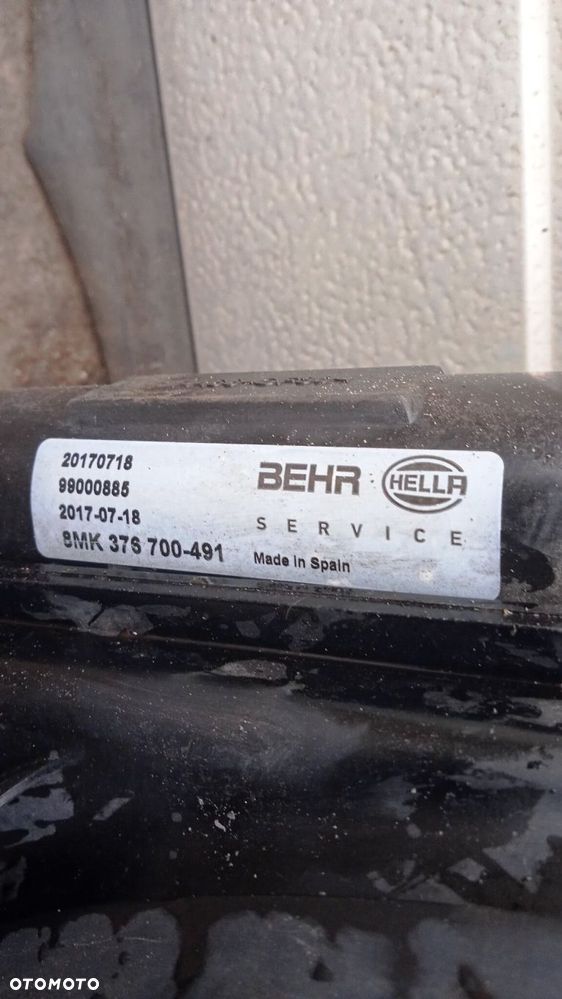 20170718
99000885
2017-07-18
8MK 376 700-491
BEHR HELLA
SERVICE
Made in Spain
OTOMOTO